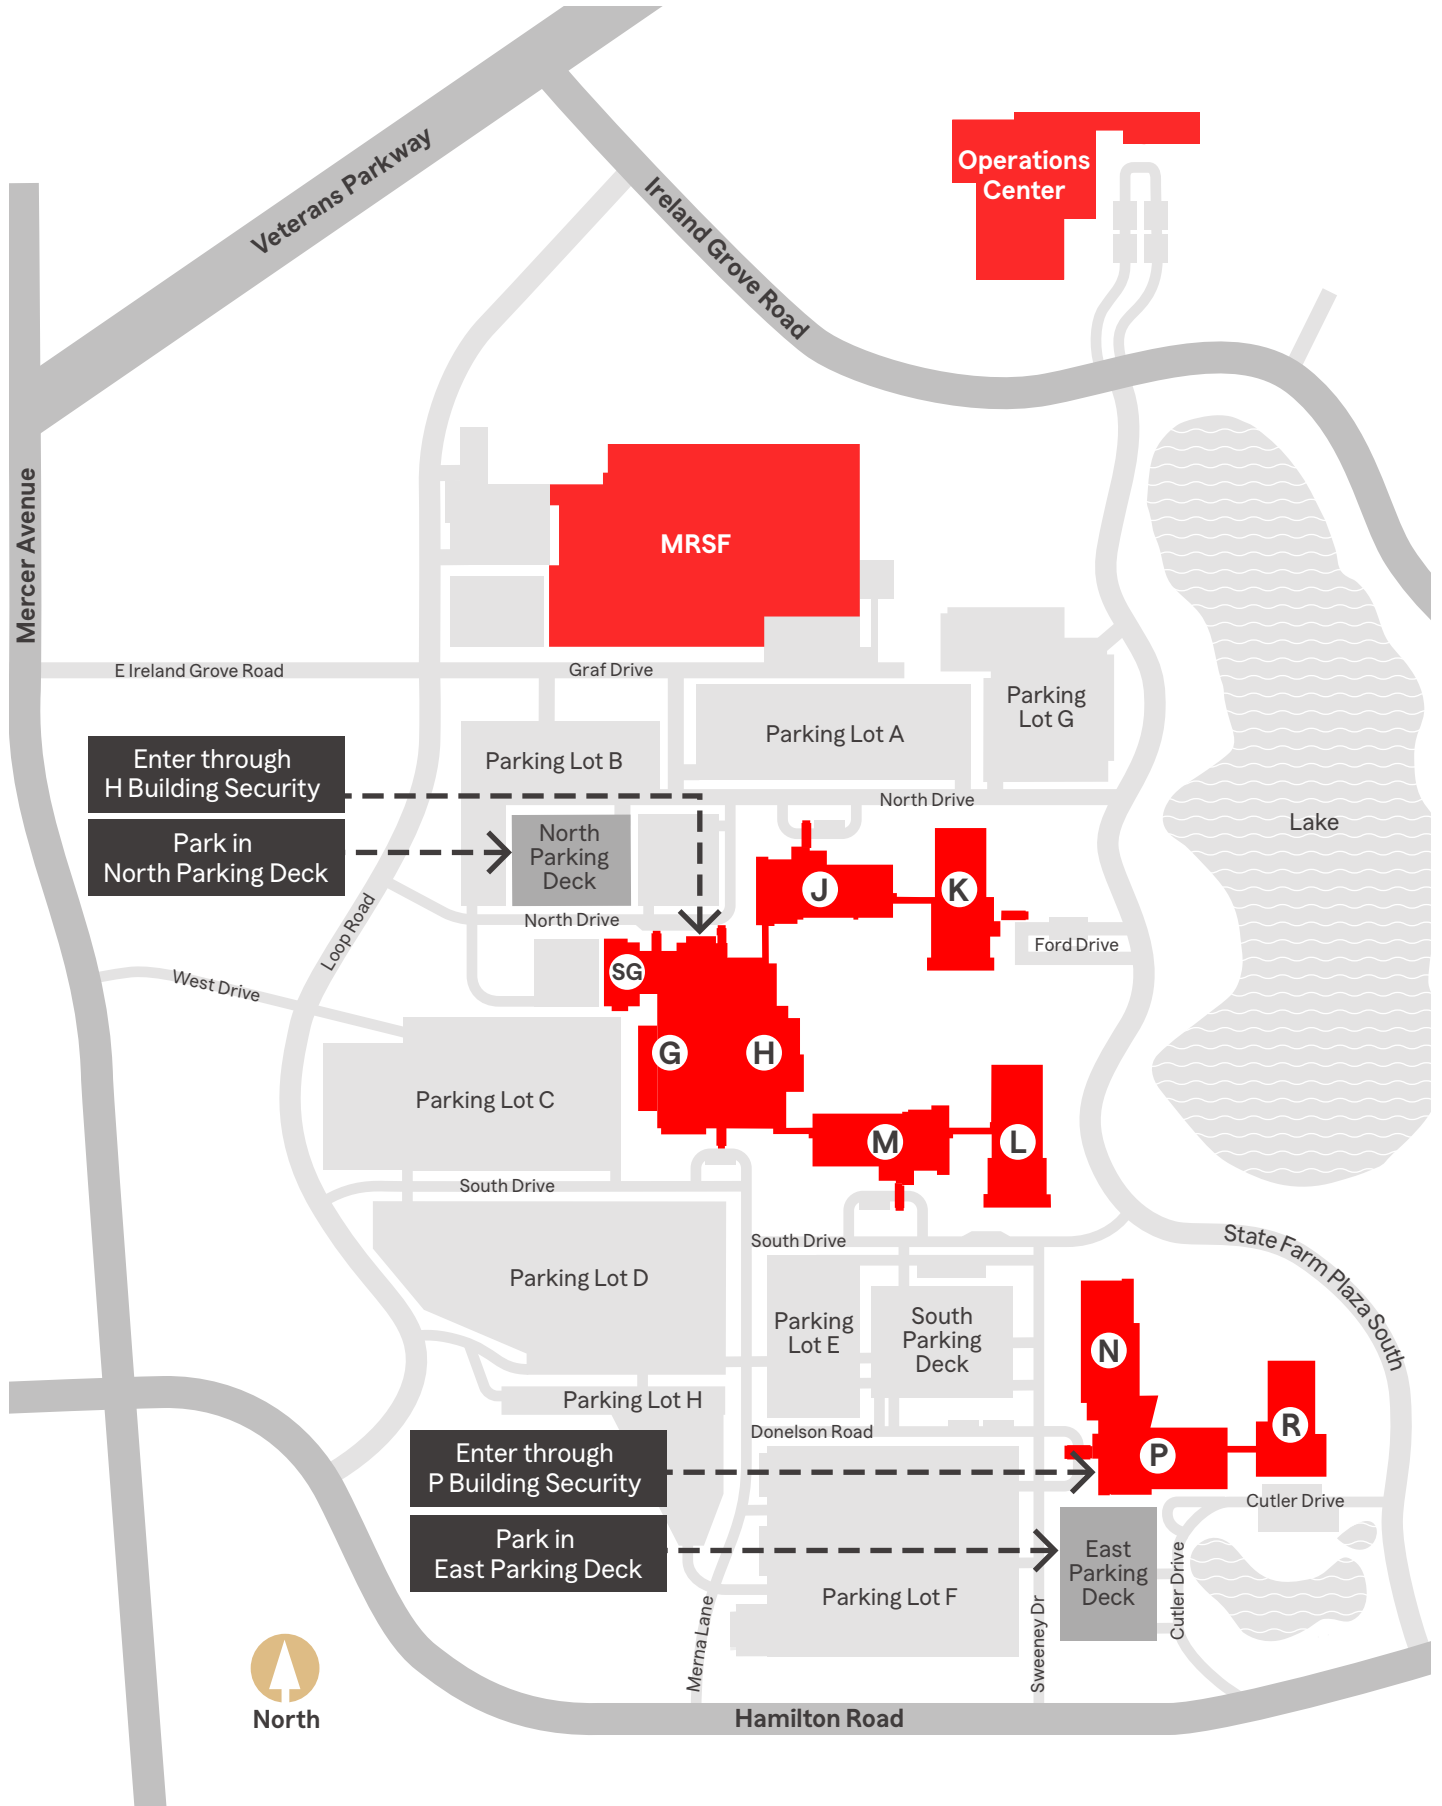 Veterans Parkway
Ireland Grove Road
Operations
Center
Mercer Avenue
MRSF
E Ireland Grove Road
Graf Drive
Parking
Lot G
Parking Lot A
Parking Lot B
Enter through
H Building Security
Park in
North Parking Deck
North Drive
North
Parking
Deck
Lake
J
K
North Drive
Ford Drive
Loop Road
West Drive
SG
G
H
Parking Lot C
M
L
South Drive
South Drive
State Farm Plaza South
Parking Lot D
Parking
Lot E
South
Parking
Deck
N
Parking Lot H
R
Donelson Road
P
Enter through
P Building Security
Park in
East Parking Deck
Cutler Drive
East
Parking
Deck
Cutler Drive
Parking Lot F
Merna Lane
Sweeney Dr
North
Hamilton Road